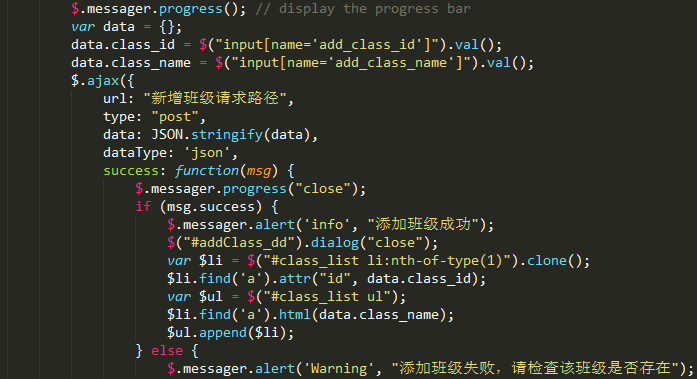 $.messager.progress(); // display the progress bar
var data = {};
data.class_id = $("input[name='add_class_id']").val();
data.class_name = $("input[name='add_class_name']").val();
$.ajax({
url: "新增班级请求路径",
type: "post",
data: JSON.stringify(data),
dataType: 'json',
success: function(msg) {
$.messager.progress("close");
if (msg.success) {
$.messager.alert('info', "添加班级成功");
$("#addClass_dd").dialog("close");
var $li = $("#class_list li:nth-of-type(1)").clone();
$li.find('a').attr("id", data.class_id);
var $ul = $("#class_list ul");
$li.find('a').html(data.class_name);
$ul.append($li);
} else {
$.messager.alert('Warning', "添加班级失败，请检查该班级是否存在");